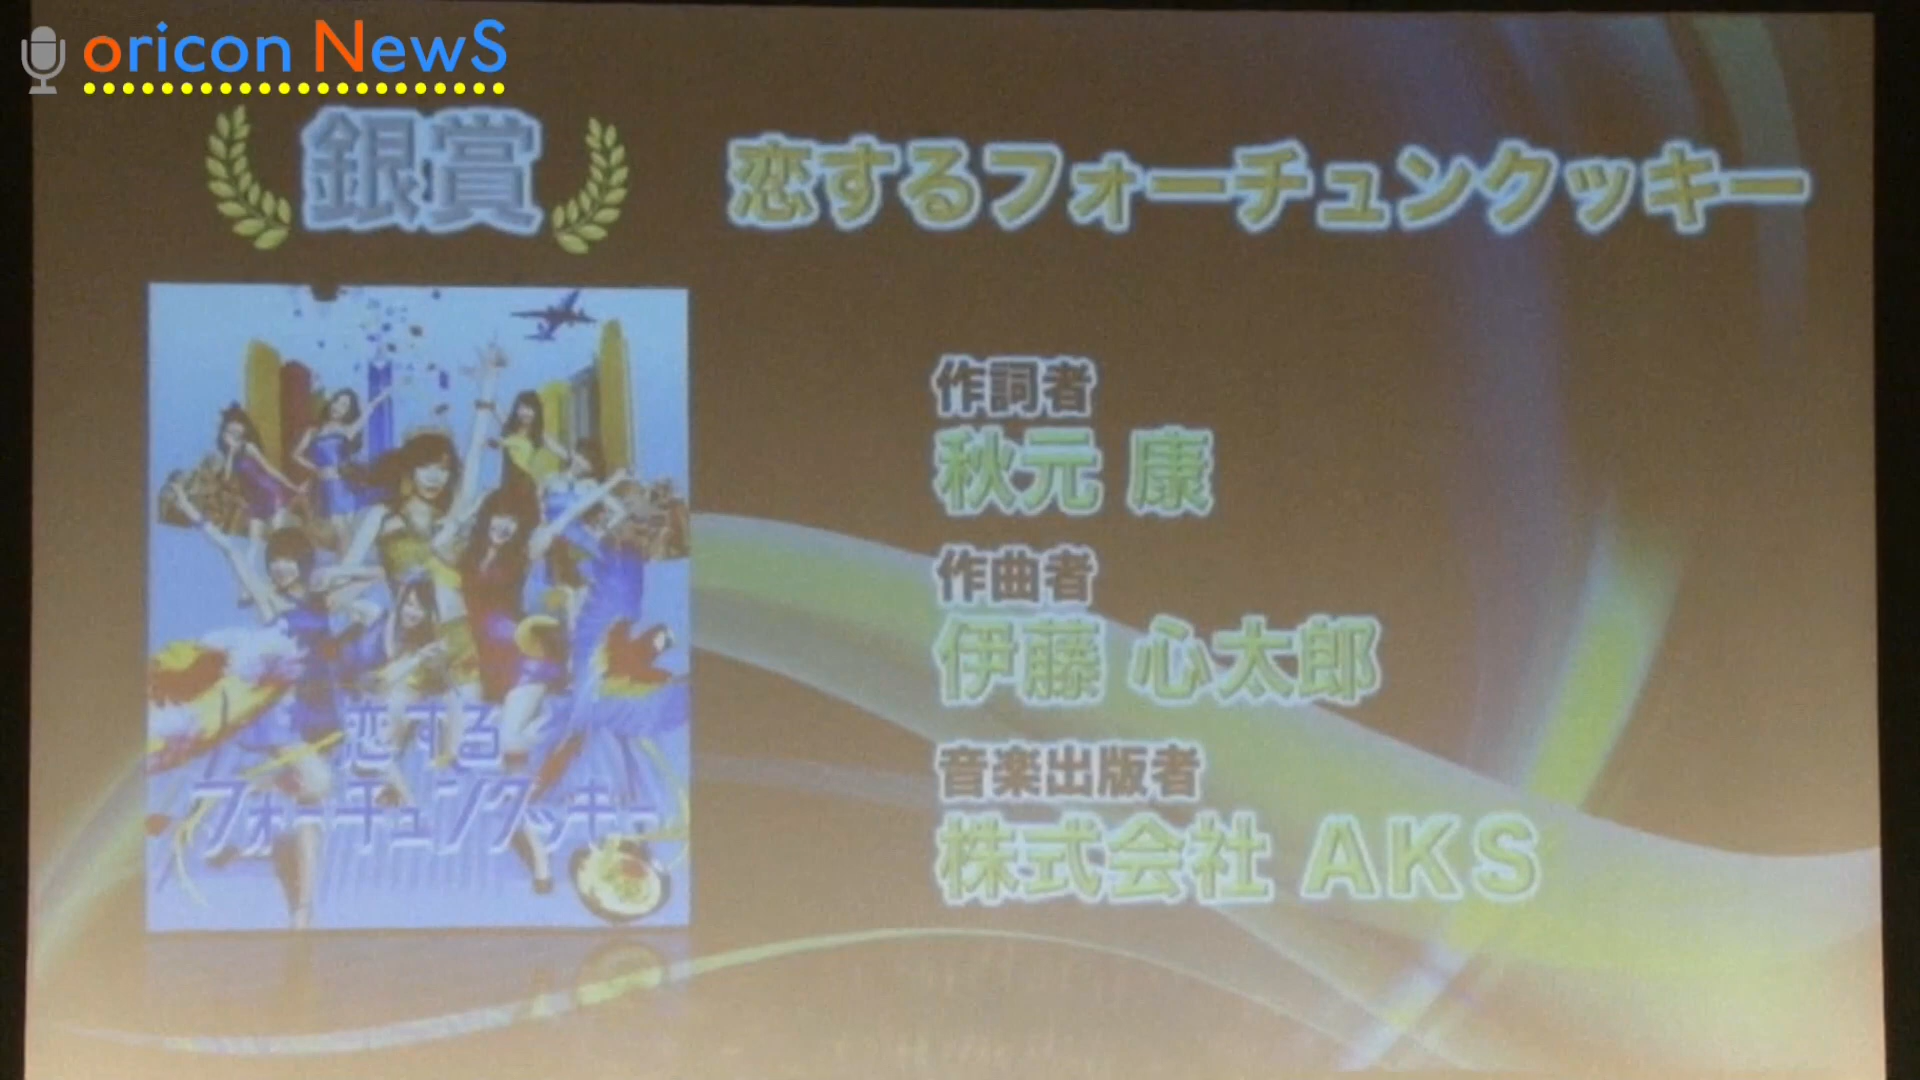 oricon NewS
銀賞
恋するフォーチュンクッキー
恋する
フォーチュンクッキー
作詞者
秋元 康
作曲者
伊藤 心太郎
音楽出版者
株式会社 AKS